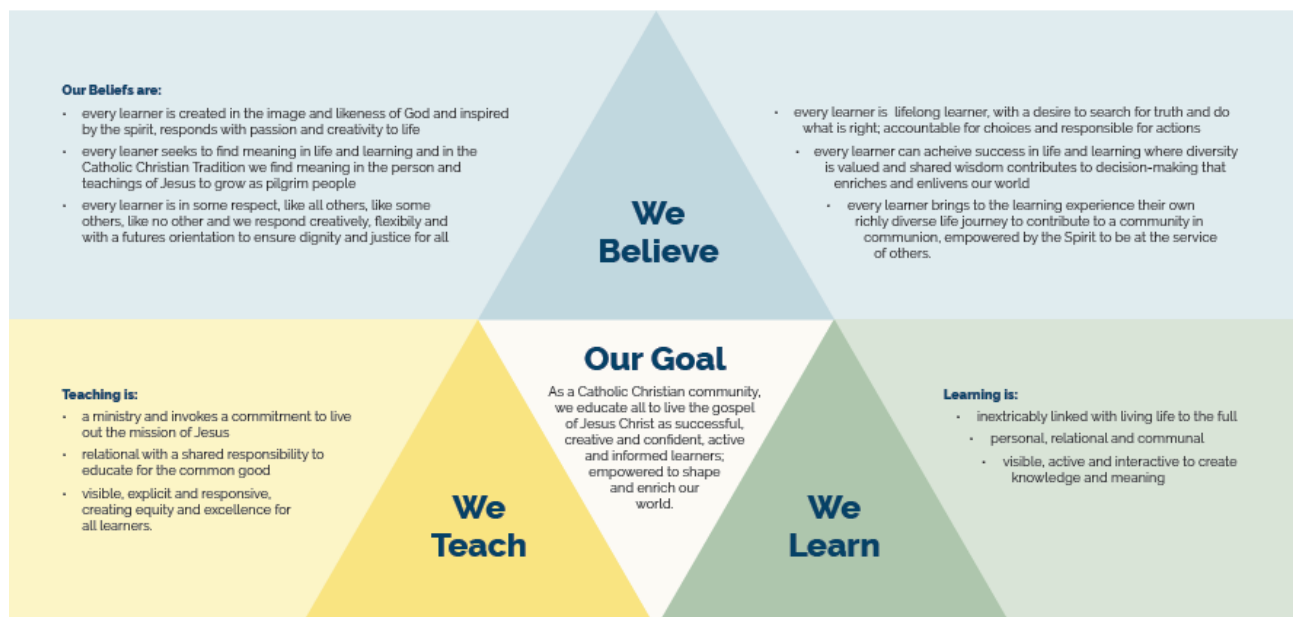 Our Beliefs are:
• every learner is created in the image and likeness of God and inspired
by the spirit, responds with passion and creativity to life
• every leaner seeks to find meaning in life and learning and in the
Catholic Christian Tradition we find meaning in the person and
teachings of Jesus to grow as pilgrim people
• every learner is in some respect, like all others, like some
others, like no other and we respond creatively, flexibily and
with a futures orientation to ensure dignity and justice for all
• every learner is lifelong learner, with a desire to search for truth and do
what is right; accountable for choices and responsible for actions
• every learner can acheive success in life and learning where diversity
is valued and shared wisdom contributes to decision-making that
enriches and enlivens our world
• every learner brings to the learning experience their own
richly diverse life journey to contribute to a community in
communion, empowered by the Spirit to be at the service
of others.
We
Believe
Teaching is:
• a ministry and invokes a commitment to live
out the mission of Jesus
• relational with a shared responsibility to
educate for the common good
• visible, explicit and responsive,
creating equity and excellence for
all learners.
We
Teach
Our Goal
As a Catholic Christian community,
we educate all to live the gospel
of Jesus Christ as successful,
creative and confident, active
and informed learners;
empowered to shape
and enrich our
world.
We
Learn
Learning is:
• inextricably linked with living life to the full
• personal, relational and communal
• visible, active and interactive to create
knowledge and meaning